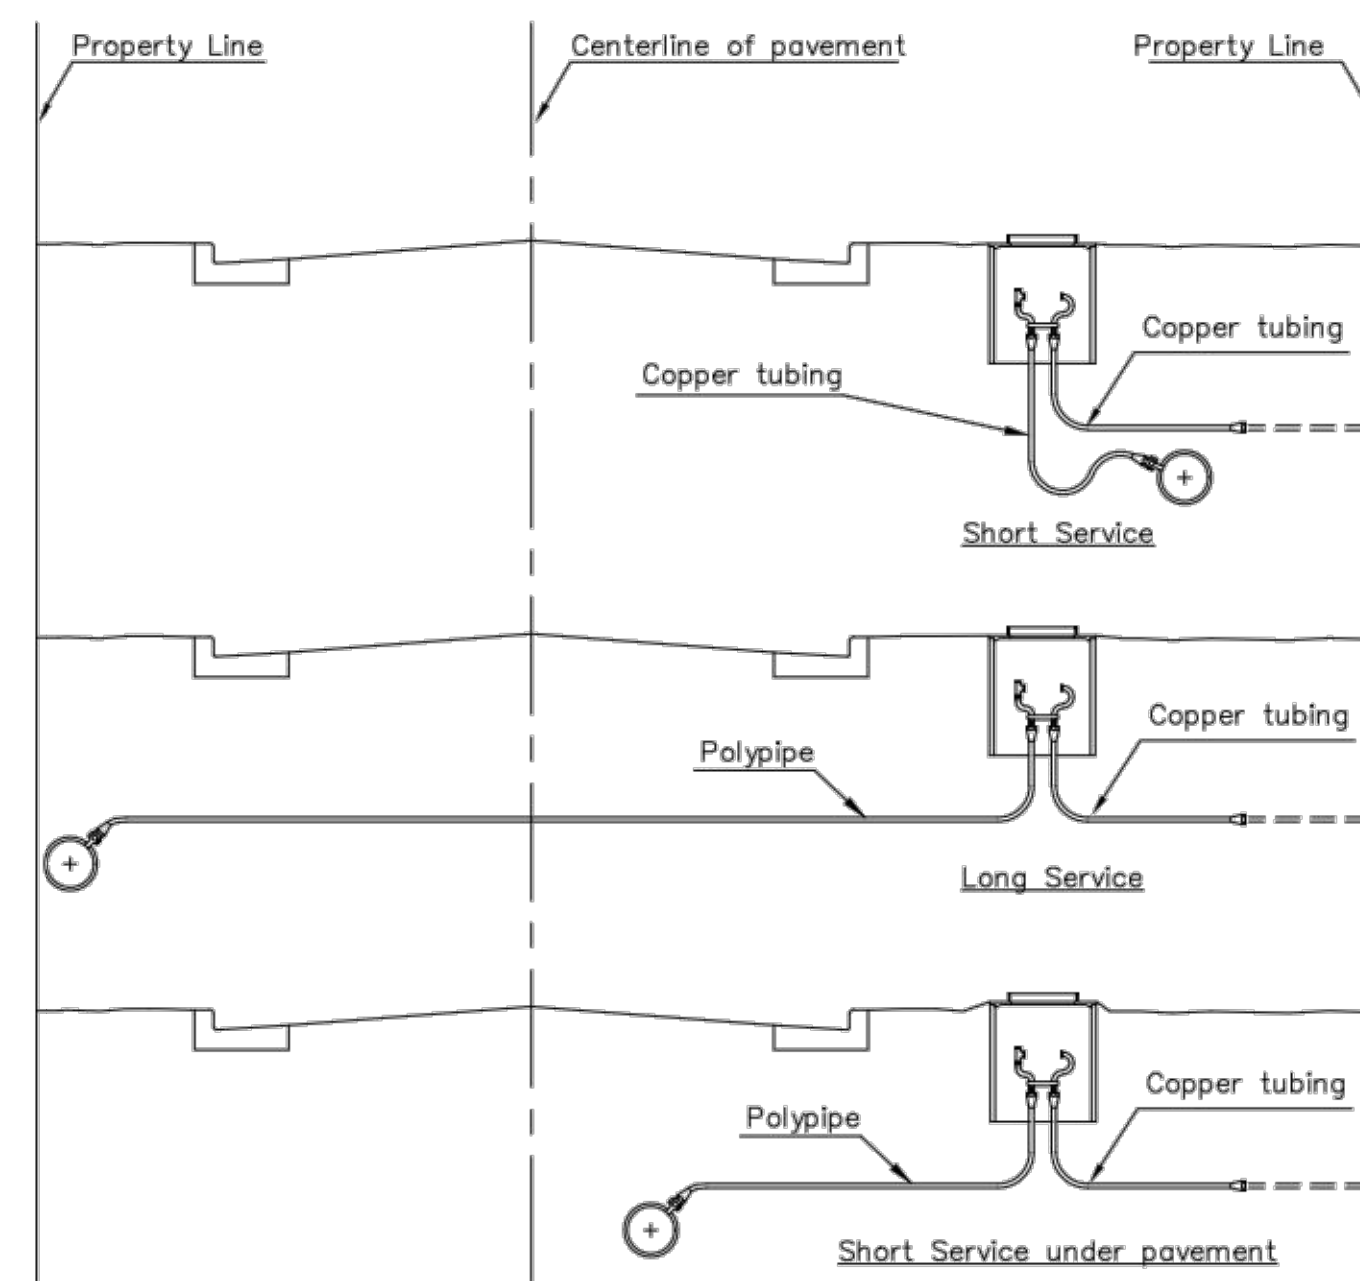 Property Line
Centerline of pavement
Property Line
Copper tubing
Copper tubing
Short Service
Copper tubing
Polypipe
Long Service
Copper tubing
Polypipe
Short Service under pavement